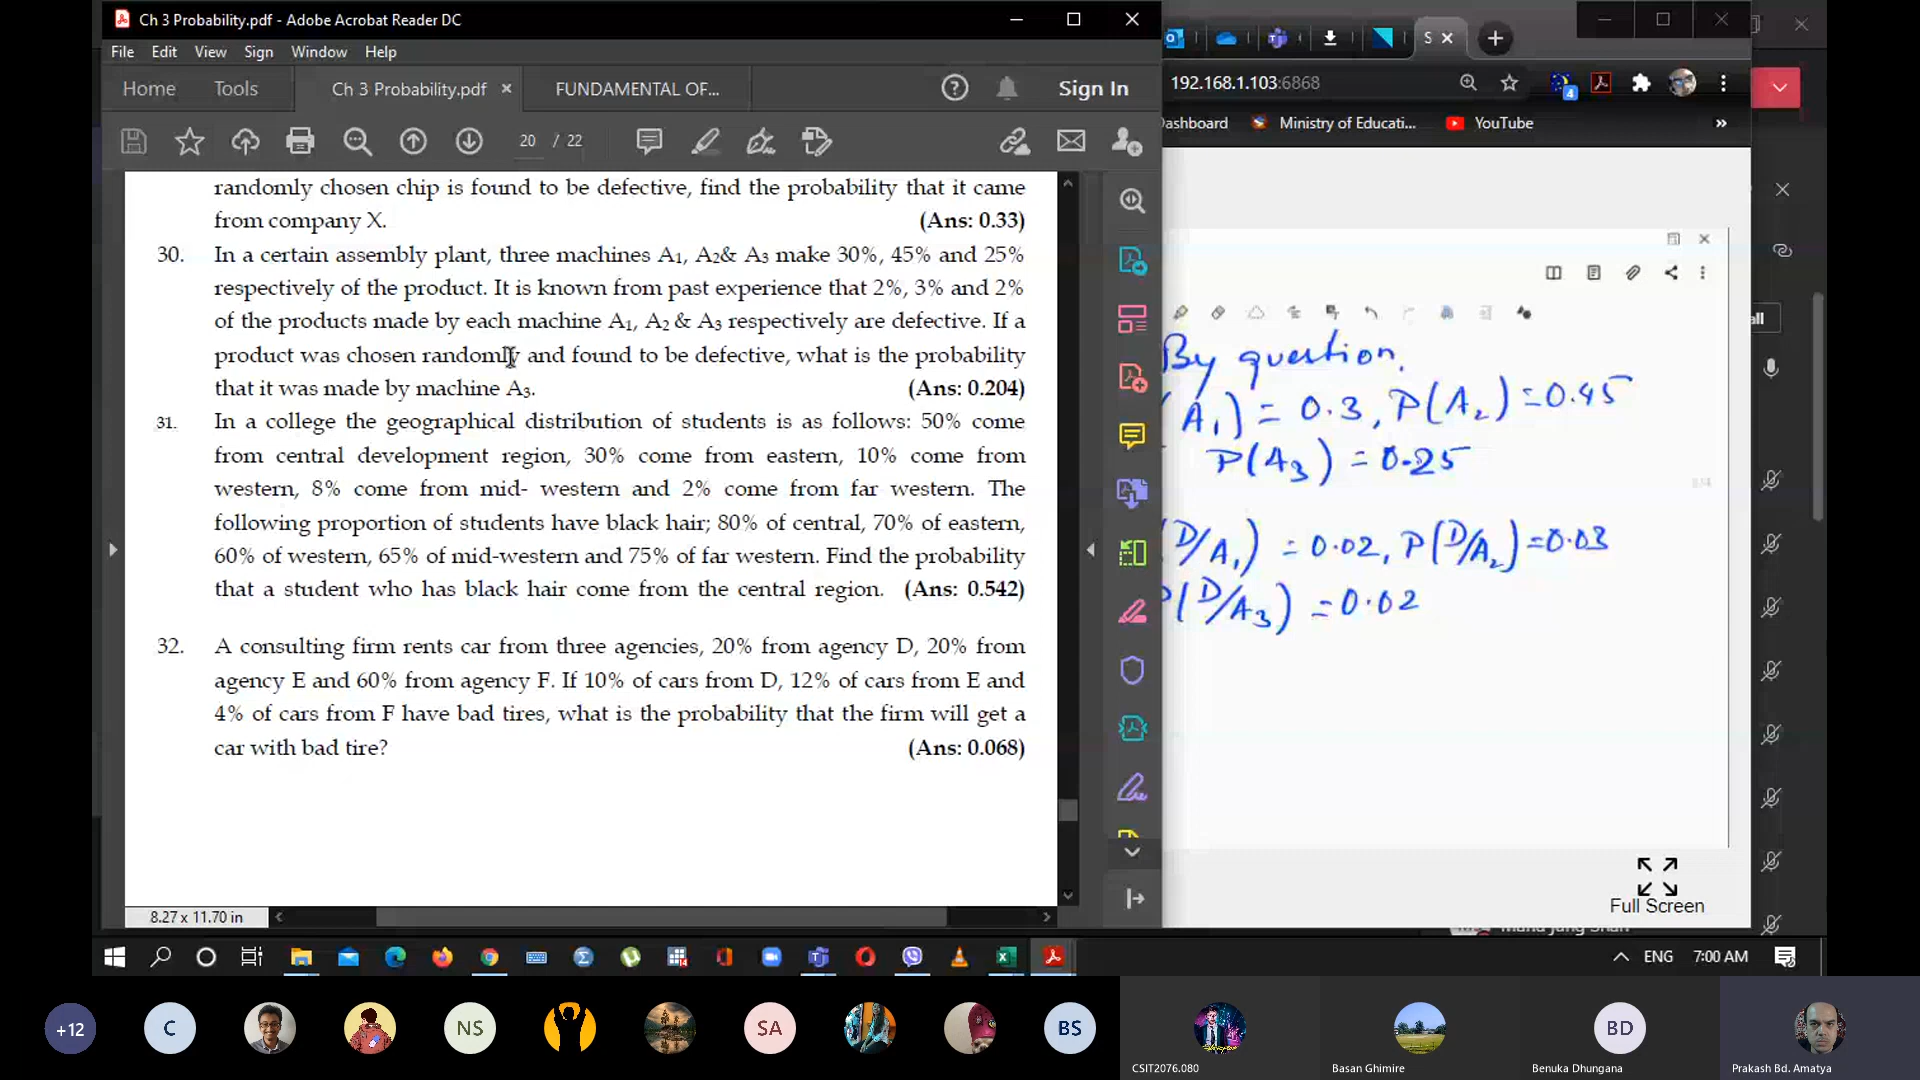 Ch 3 Probability.pdf - Adobe Acrobat Reader DC
File Edit View Sign Window Help
Home Tools Ch 3 Probability.pdf × FUNDAMENTAL OF... Sign In
20 / 22
randomly chosen chip is found to be defective, find the probability that it came
from company X. (Ans: 0.33)
30. In a certain assembly plant, three machines A1, A2& A3 make 30%, 45% and 25%
respectively of the product. It is known from past experience that 2%, 3% and 2%
of the products made by each machine A1, A2 & A3 respectively are defective. If a
product was chosen randomly and found to be defective, what is the probability
that it was made by machine A3. (Ans: 0.204)
31. In a college the geographical distribution of students is as follows: 50% come
from central development region, 30% come from eastern, 10% come from
western, 8% come from mid- western and 2% come from far western. The
following proportion of students have black hair; 80% of central, 70% of eastern,
60% of western, 65% of mid-western and 75% of far western. Find the probability
that a student who has black hair come from the central region. (Ans: 0.542)
32. A consulting firm rents car from three agencies, 20% from agency D, 20% from
agency E and 60% from agency F. If 10% of cars from D, 12% of cars from E and
4% of cars from F have bad tires, what is the probability that the firm will get a
car with bad tire? (Ans: 0.068)
8.27 x 11.70 in
S
192.168.1.103:6868
4
Dashboard Ministry of Educati... YouTube »
all
By question.
(A1) = 0.3, P(A2) = 0.45
P(A3) = 0.25
(D/A1) = 0.02, P(D/A2) = 0.03
P(D/A3) = 0.02
Full Screen
ENG 7:00 AM
+12 C NS SA BS BD
CSIT2076.080 Basan Ghimire Benuka Dhungana Prakash Bd. Amatya